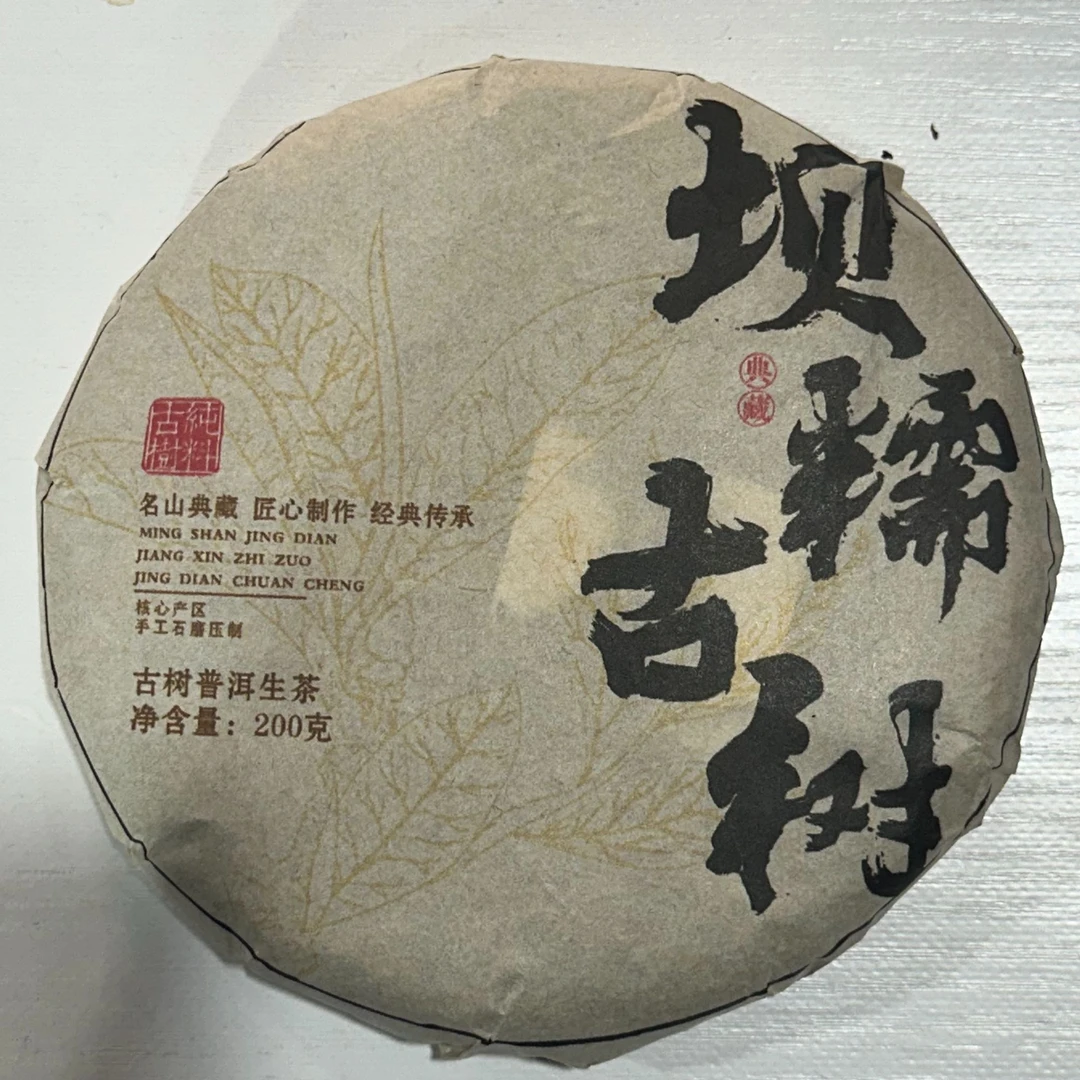 坝糯
古树
典藏
純料
古樹
名山典藏 匠心制作 经典传承
MING SHAN JING DIAN
JIANG XIN ZHI ZUO
JING DIAN CHUAN CHENG
核心产区
手工石磨压制
古树普洱生茶
净含量：200克